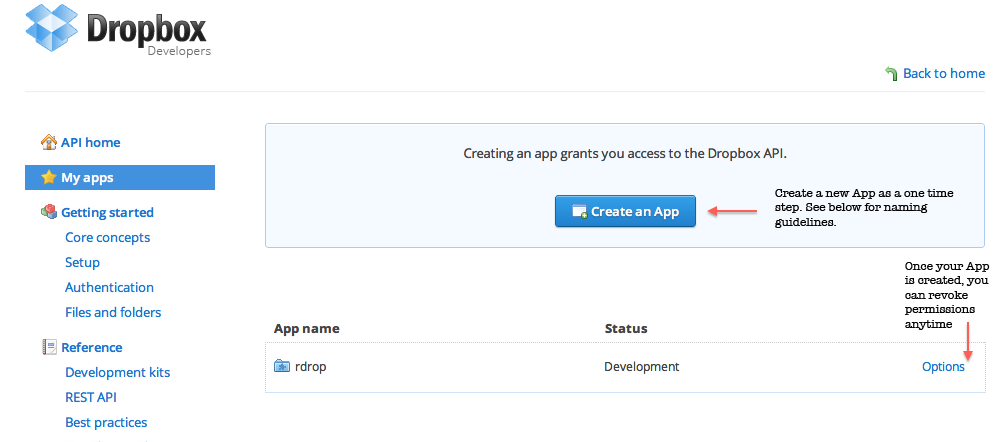 Dropbox
Developers
Back to home
API home
My apps
Getting started
Core concepts
Setup
Authentication
Files and folders
Reference
Development kits
REST API
Best practices
Creating an app grants you access to the Dropbox API.
Create an App
Create a new App as a one time
step. See below for naming
guidelines.
Once your App
is created, you
can revoke
permissions
anytime
App name Status
rdrop Development Options